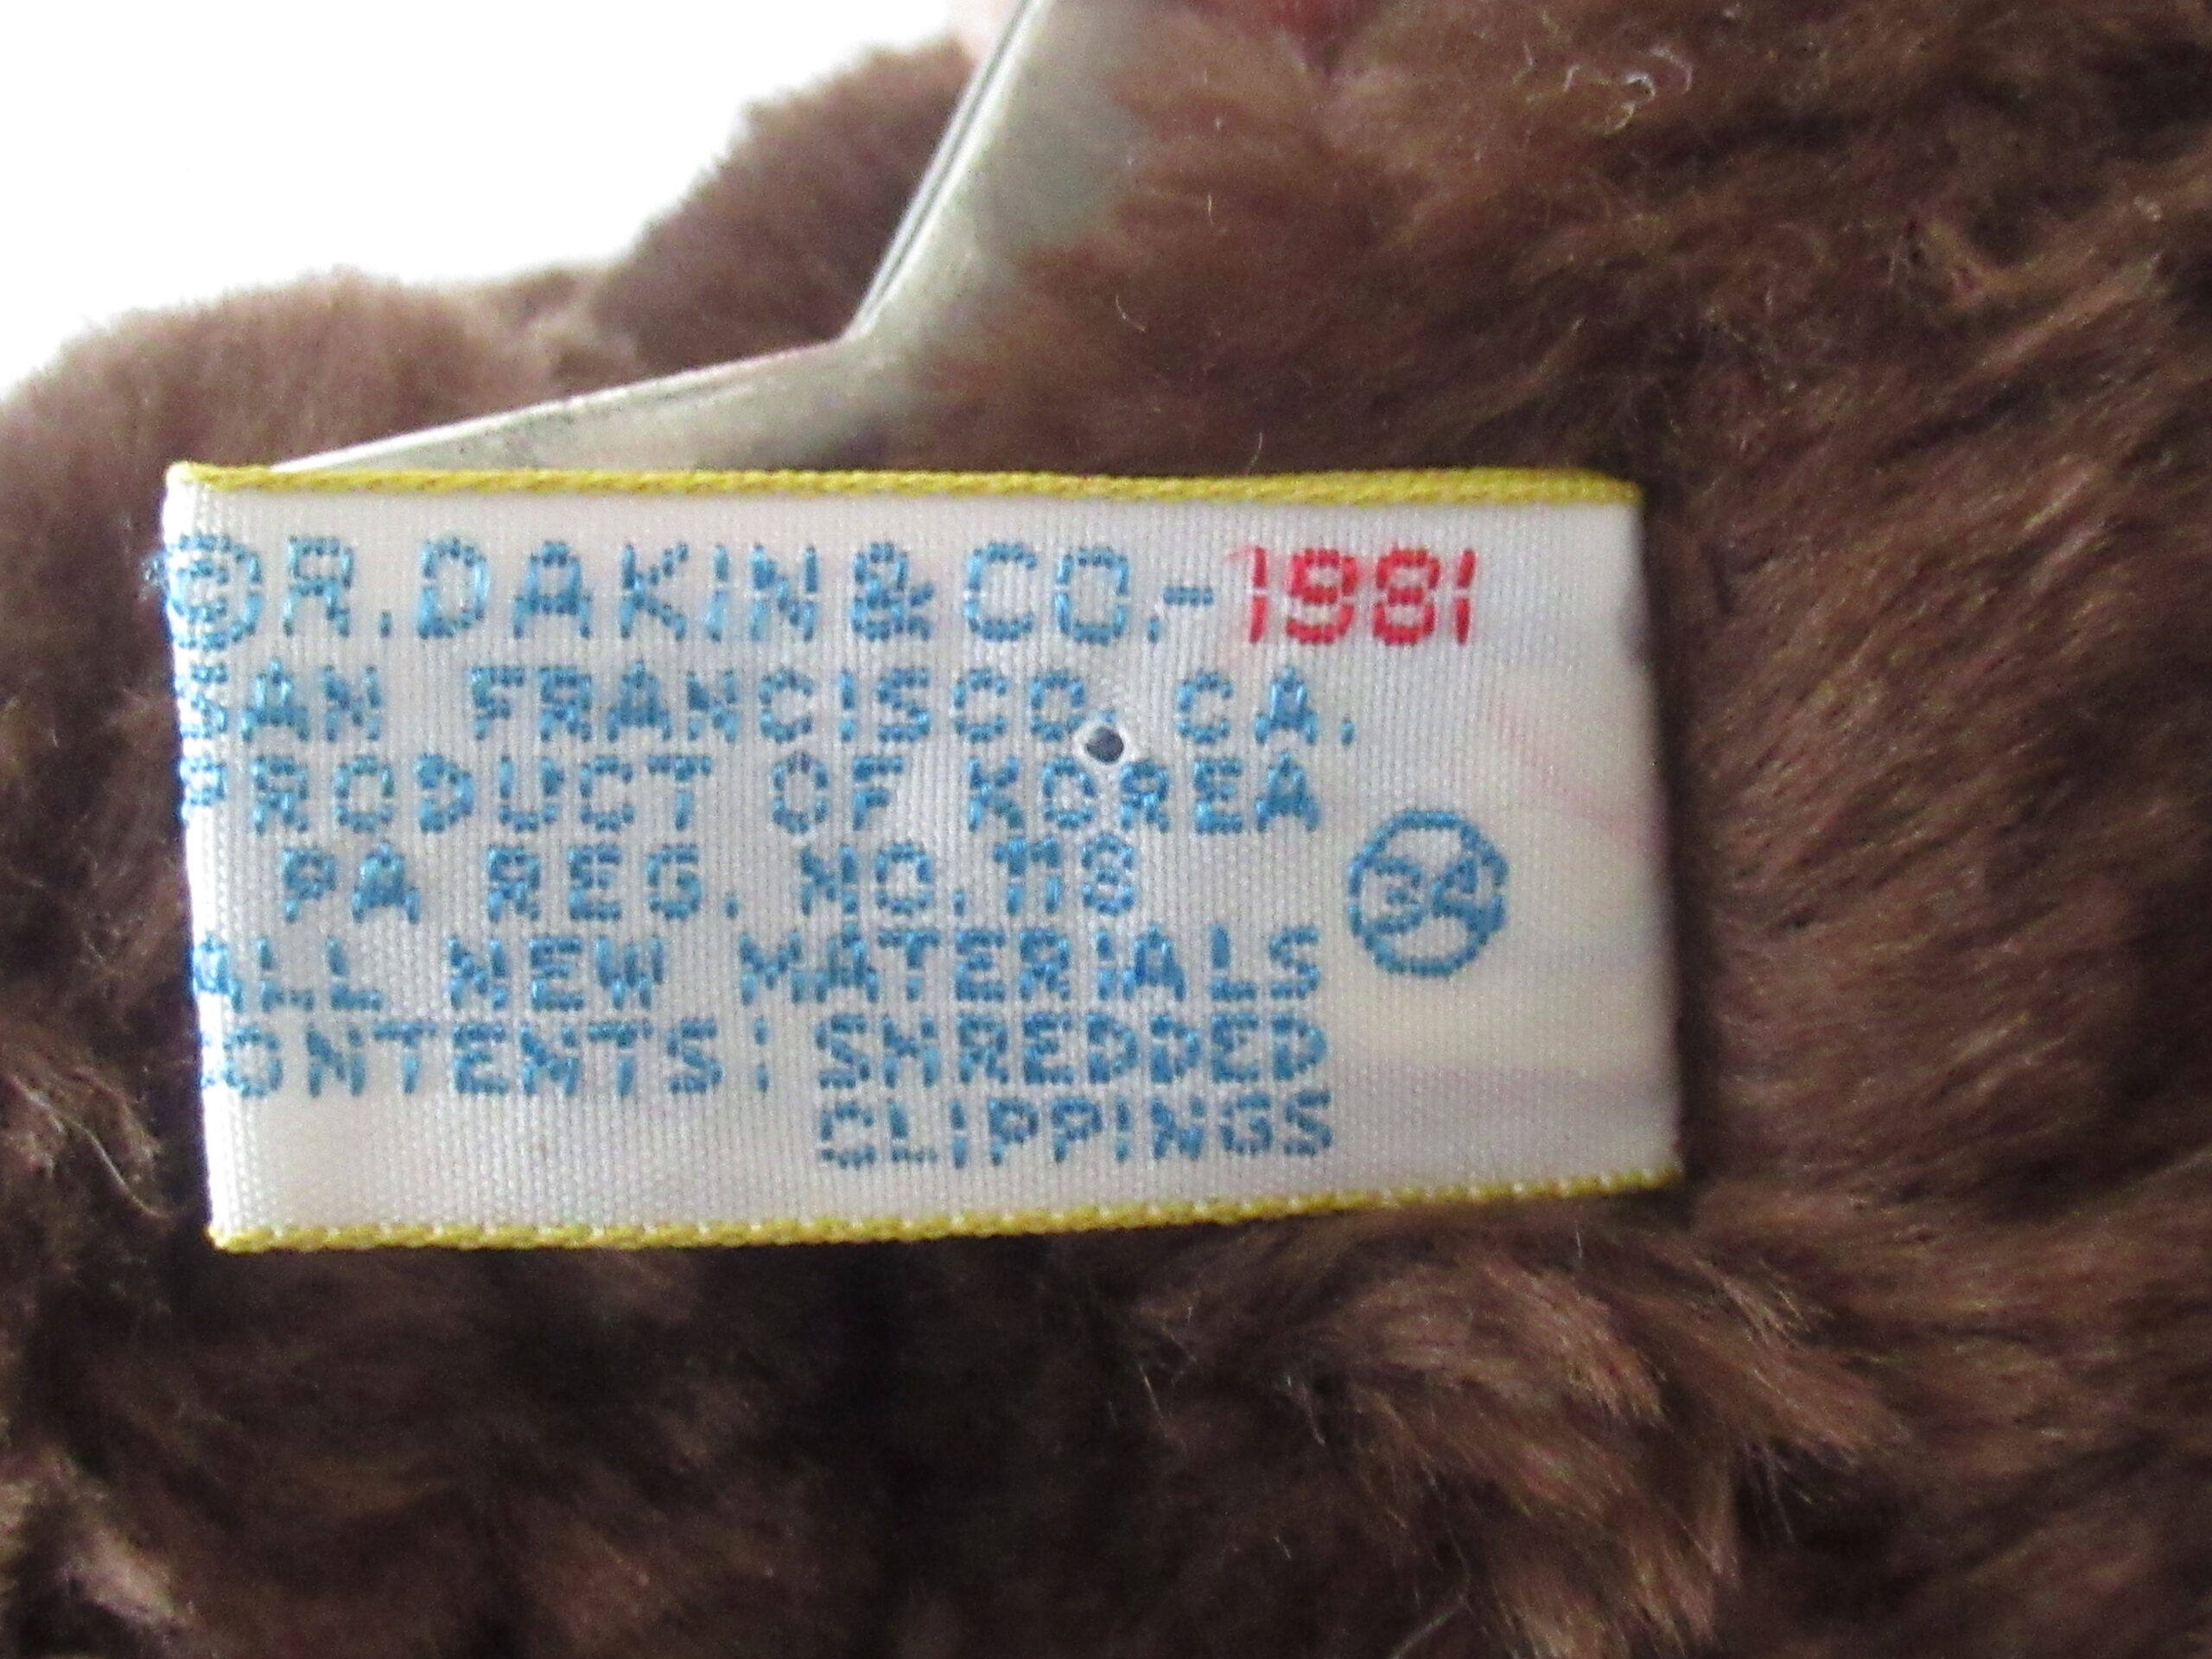 © R. DAKIN & CO.- 1981
SAN FRANCISCO, CA.
PRODUCT OF KOREA
PA REG. NO. 118
34
ALL NEW MATERIALS
CONTENTS: SHREDDED
CLIPPINGS